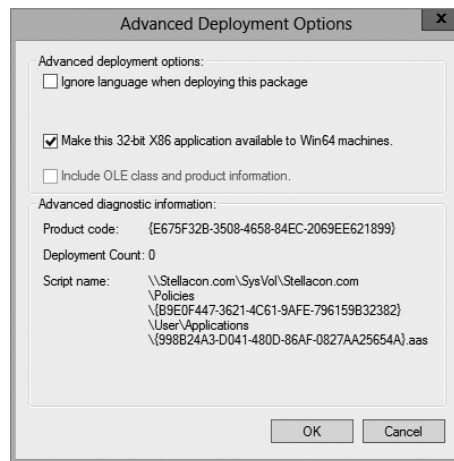 Advanced Deployment Options
x
Advanced deployment options:
Ignore language when deploying this package
Make this 32-bit X86 application available to Win64 machines.
Include OLE class and product information.
Advanced diagnostic information:
Product code: {E675F32B-3508-4658-84EC-2069EE621899}
Deployment Count: 0
Script name: \\Stellacon.com\SysVol\Stellacon.com
\Policies
\{B9E0F447-3621-4C61-9AFE-796159B32382}
\User\Applications
\{998B24A3-D041-480D-86AF-0827AA25654A}.aas
OK Cancel